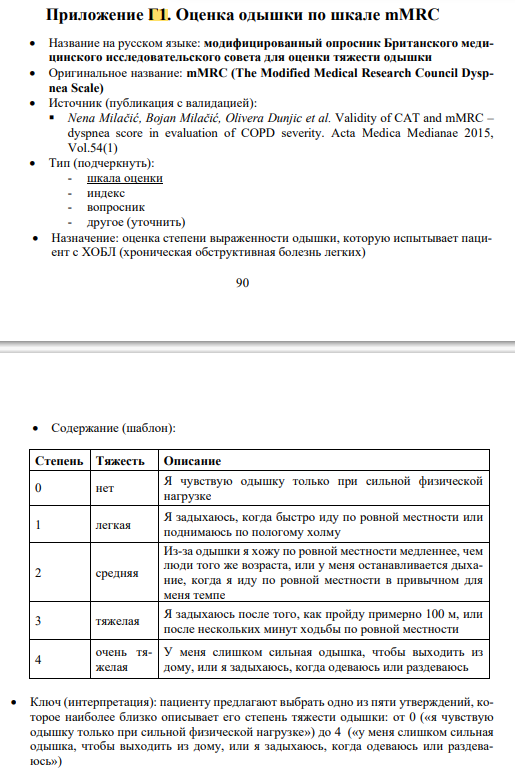 Приложение Г1. Оценка одышки по шкале mMRC
• Название на русском языке: модифицированный опросник Британского меди-
цинского исследовательского совета для оценки тяжести одышки
• Оригинальное название: mMRC (The Modified Medical Research Council Dysp-
nea Scale)
• Источник (публикация с валидацией):
▪ Nena Milačić, Bojan Milačić, Olivera Dunjic et al. Validity of CAT and mMRC –
dyspnea score in evaluation of COPD severity. Acta Medica Medianae 2015,
Vol.54(1)
• Тип (подчеркнуть):
- шкала оценки
- индекс
- вопросник
- другое (уточнить)
• Назначение: оценка степени выраженности одышки, которую испытывает паци-
ент с ХОБЛ (хроническая обструктивная болезнь легких)
90
• Содержание (шаблон):
Степень Тяжесть Описание
0 нет Я чувствую одышку только при сильной физической
нагрузке
1 легкая Я задыхаюсь, когда быстро иду по ровной местности или
поднимаюсь по пологому холму
2 средняя Из-за одышки я хожу по ровной местности медленнее, чем
люди того же возраста, или у меня останавливается дыха-
ние, когда я иду по ровной местности в привычном для
меня темпе
3 тяжелая Я задыхаюсь после того, как пройду примерно 100 м, или
после нескольких минут ходьбы по ровной местности
4 очень тя- У меня слишком сильная одышка, чтобы выходить из
желая дому, или я задыхаюсь, когда одеваюсь или раздеваюсь
• Ключ (интерпретация): пациенту предлагают выбрать одно из пяти утверждений, ко-
торое наиболее близко описывает его степень тяжести одышки: от 0 («я чувствую
одышку только при сильной физической нагрузке») до 4 («у меня слишком сильная
одышка, чтобы выходить из дому, или я задыхаюсь, когда одеваюсь или раздева-
юсь»)